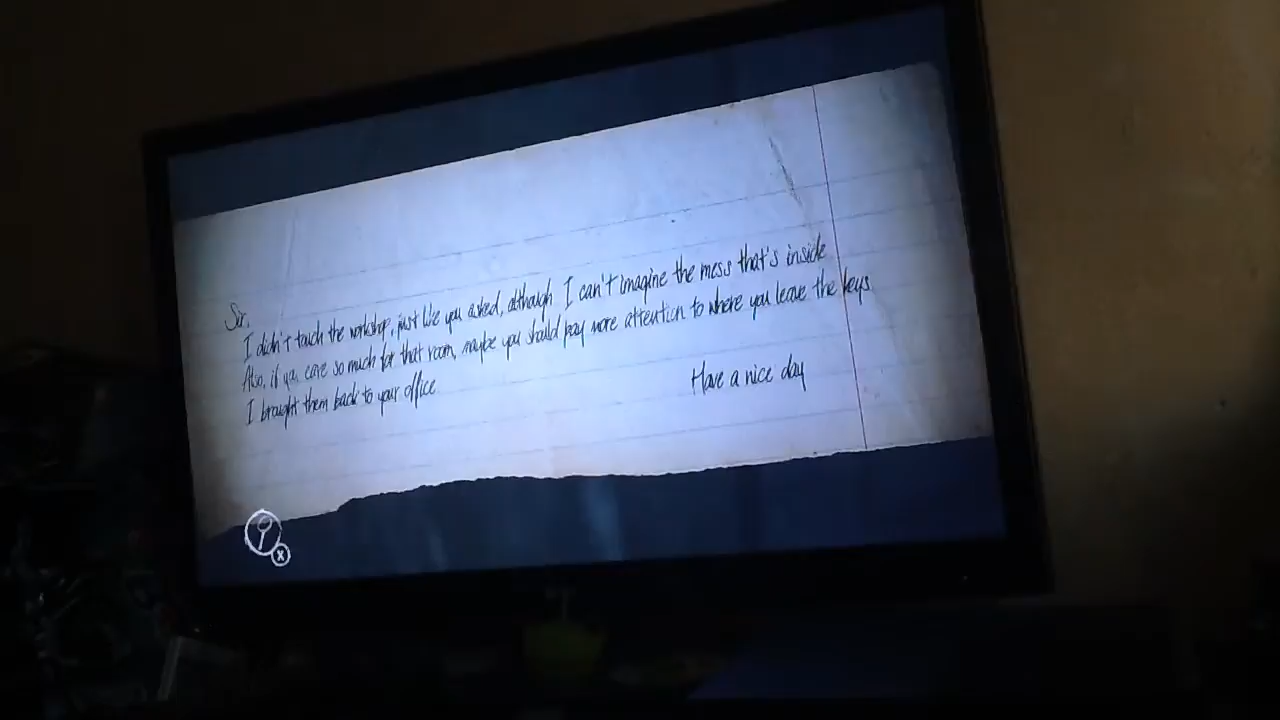 Sir,
I didn't touch the workshop, just like you asked, although I can't imagine the mess that's inside.
Also, if you care so much for that room, maybe you should pay more attention to where you leave the keys.
I brought them back to your office.
Have a nice day
X